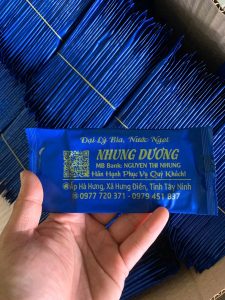 Đại Lý Bia, Nước Ngọt
NHUNG DƯƠNG
MB Bank: NGUYEN THI NHUNG
Hân Hạnh Phục Vụ Quý Khách!
Ấp Hà Hưng, Xã Hưng Điền, Tỉnh Tây Ninh
0977 720 371 - 0979 451 837